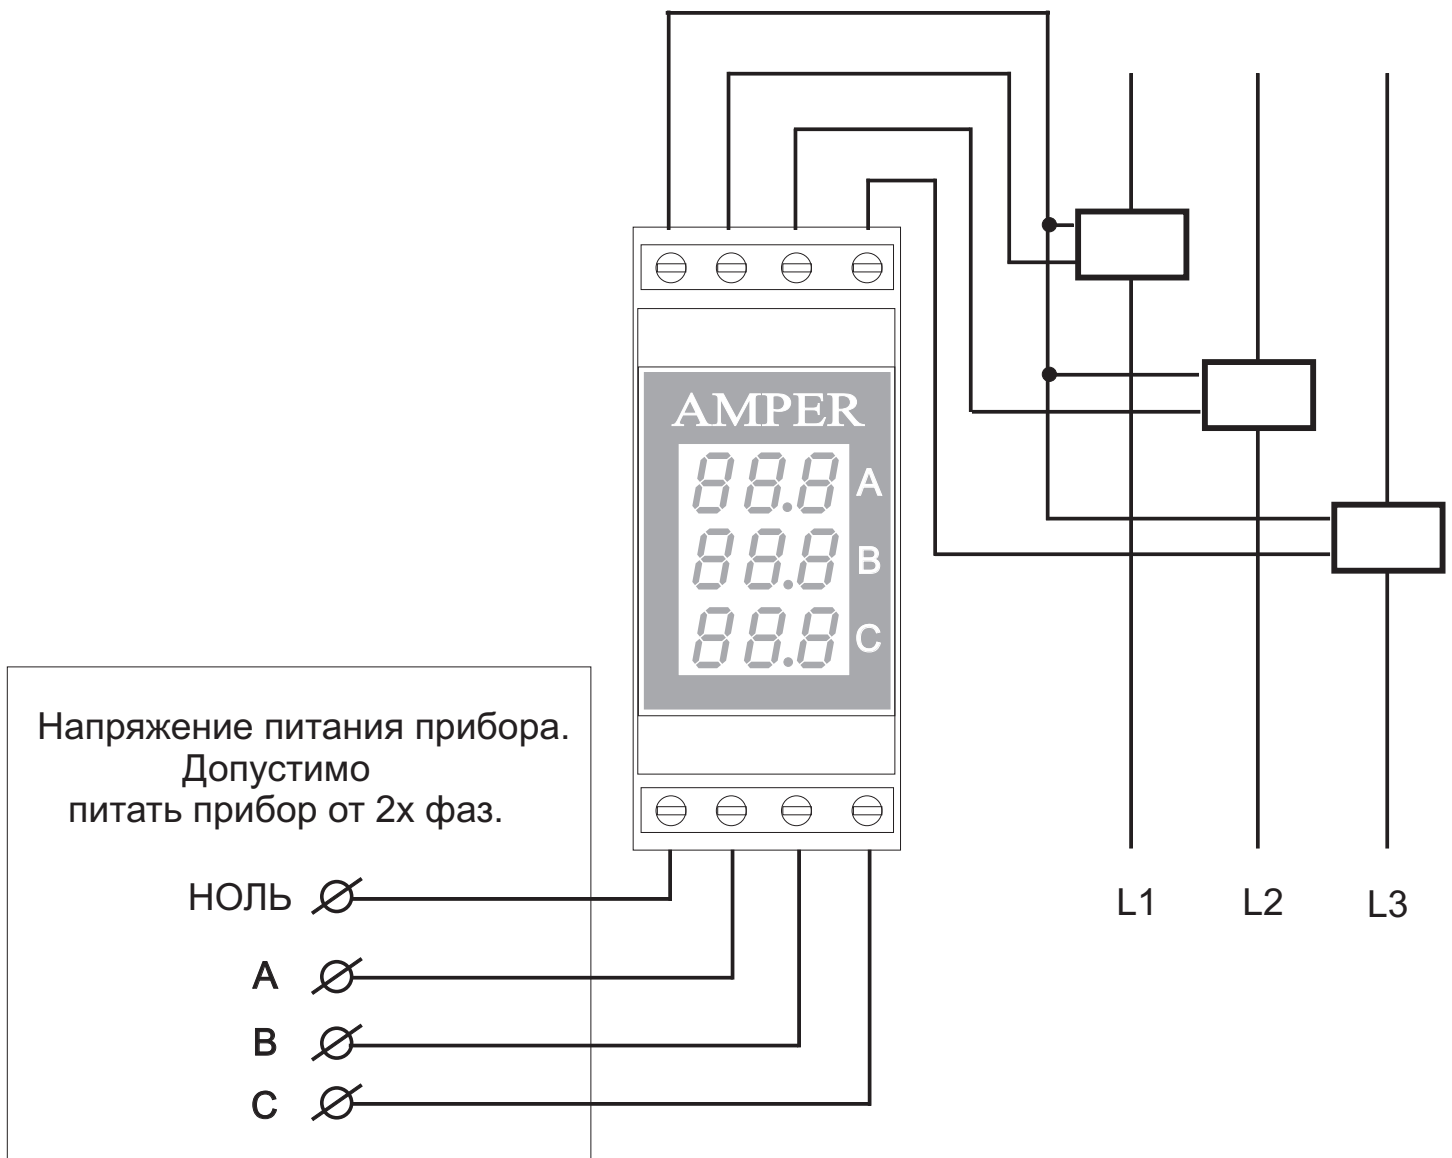 AMPER
88.8 A
88.8 B
88.8 C
Напряжение питания прибора.
Допустимо
питать прибор от 2х фаз.
НОЛЬ
A
B
C
L1 L2 L3